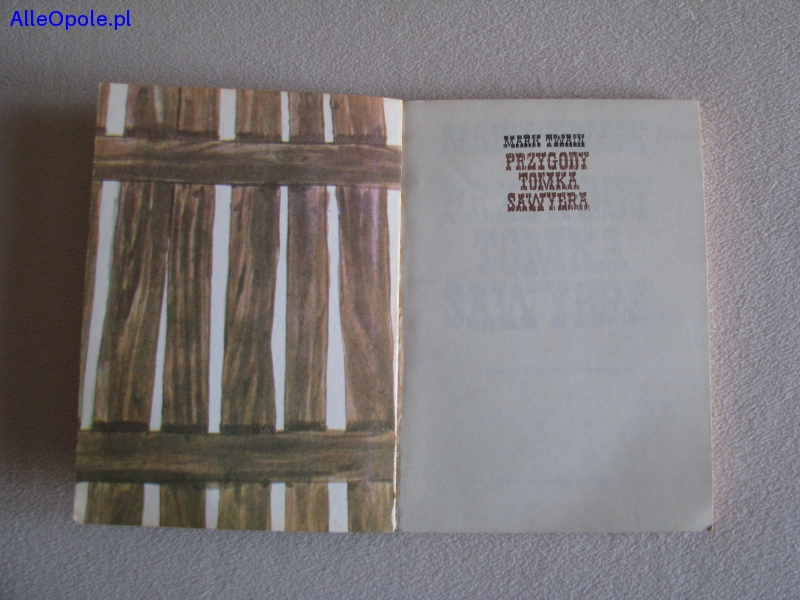 AlleOpole.pl
MARK TWAIN
PRZYGODY
TOMKA
SAWYERA